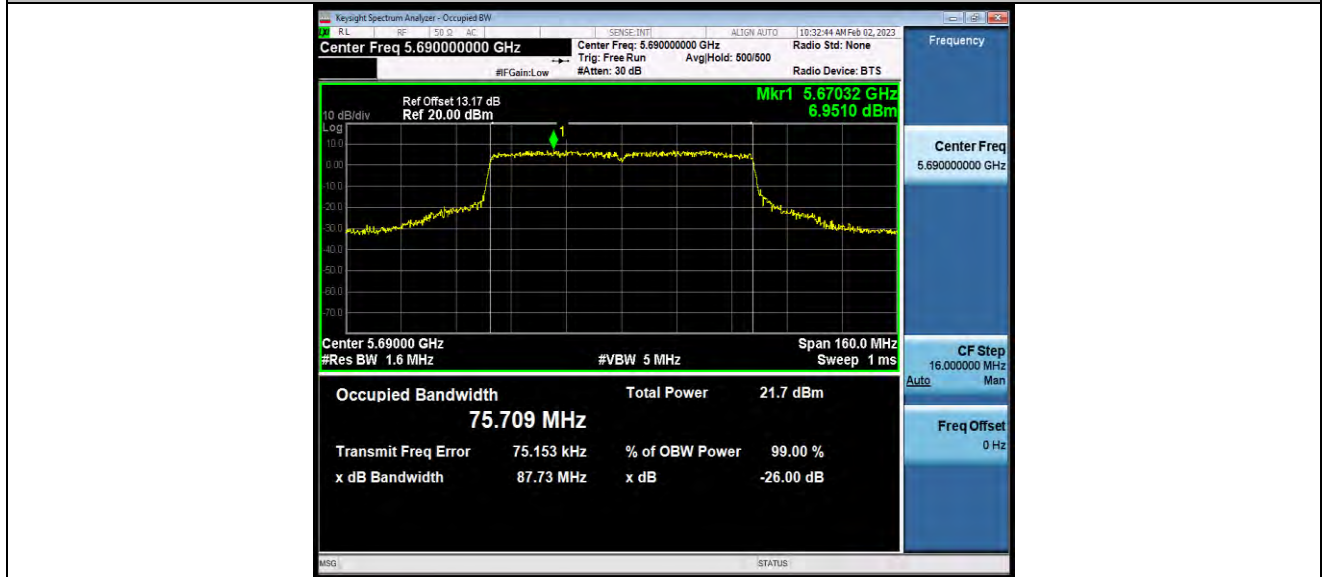 Keysight Spectrum Analyzer - Occupied BW
RL RF 50 Ω AC SENSE:INT ALIGN AUTO 10:32:44 AM Feb 02, 2023
Center Freq 5.690000000 GHz Center Freq: 5.690000000 GHz Radio Std: None
Trig: Free Run Avg|Hold: 500/500
#IFGain:Low #Atten: 30 dB Radio Device: BTS
Frequency
Ref Offset 13.17 dB Mkr1 5.67032 GHz
10 dB/div Ref 20.00 dBm 6.9510 dBm
Log
10.0
0.00
-10.0
-20.0
-30.0
-40.0
-50.0
-60.0
-70.0
1
Center 5.69000 GHz Span 160.0 MHz
#Res BW 1.6 MHz #VBW 5 MHz Sweep 1 ms
Center Freq
5.690000000 GHz
CF Step
16.000000 MHz
Auto Man
Freq Offset
0 Hz
Occupied Bandwidth Total Power 21.7 dBm
75.709 MHz
Transmit Freq Error 75.153 kHz % of OBW Power 99.00 %
x dB Bandwidth 87.73 MHz x dB -26.00 dB
MSG STATUS